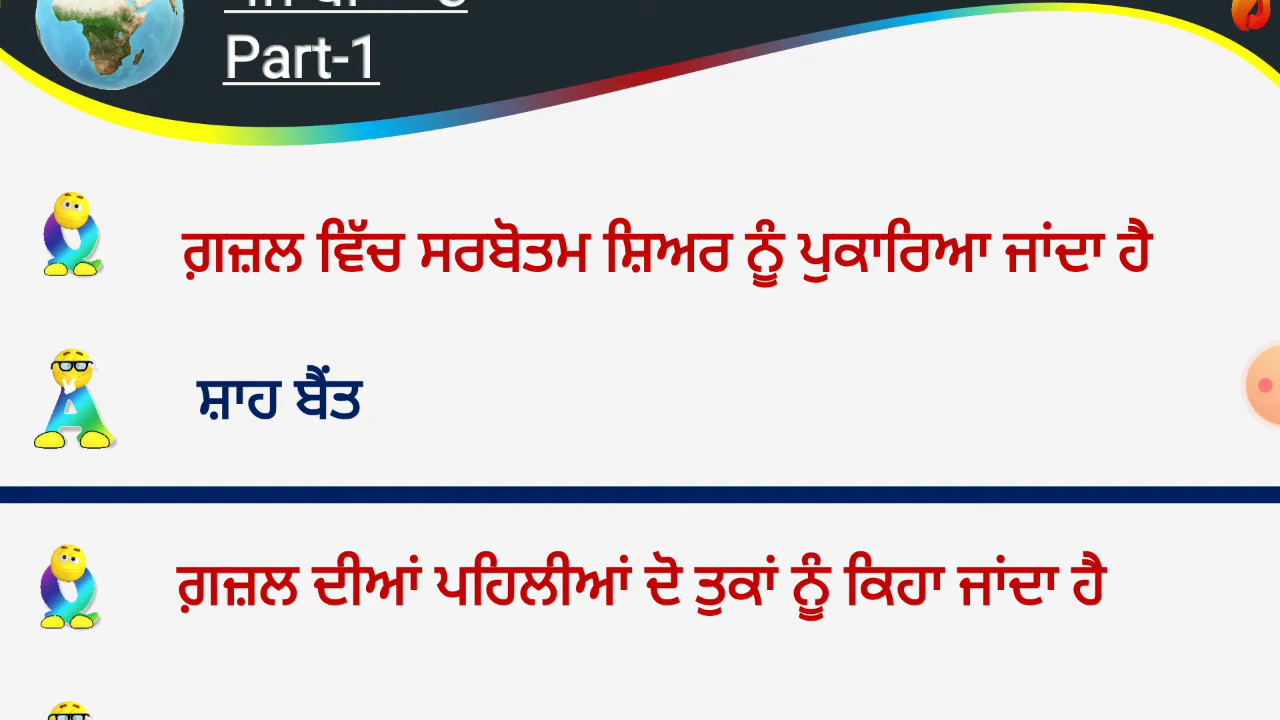 Part-1
ਗ਼ਜ਼ਲ ਵਿੱਚ ਸਰਬੋਤਮ ਸ਼ਿਅਰ ਨੂੰ ਪੁਕਾਰਿਆ ਜਾਂਦਾ ਹੈ
ਸ਼ਾਹ ਬੈਂਤ
ਗ਼ਜ਼ਲ ਦੀਆਂ ਪਹਿਲੀਆਂ ਦੋ ਤੁਕਾਂ ਨੂੰ ਕਿਹਾ ਜਾਂਦਾ ਹੈ